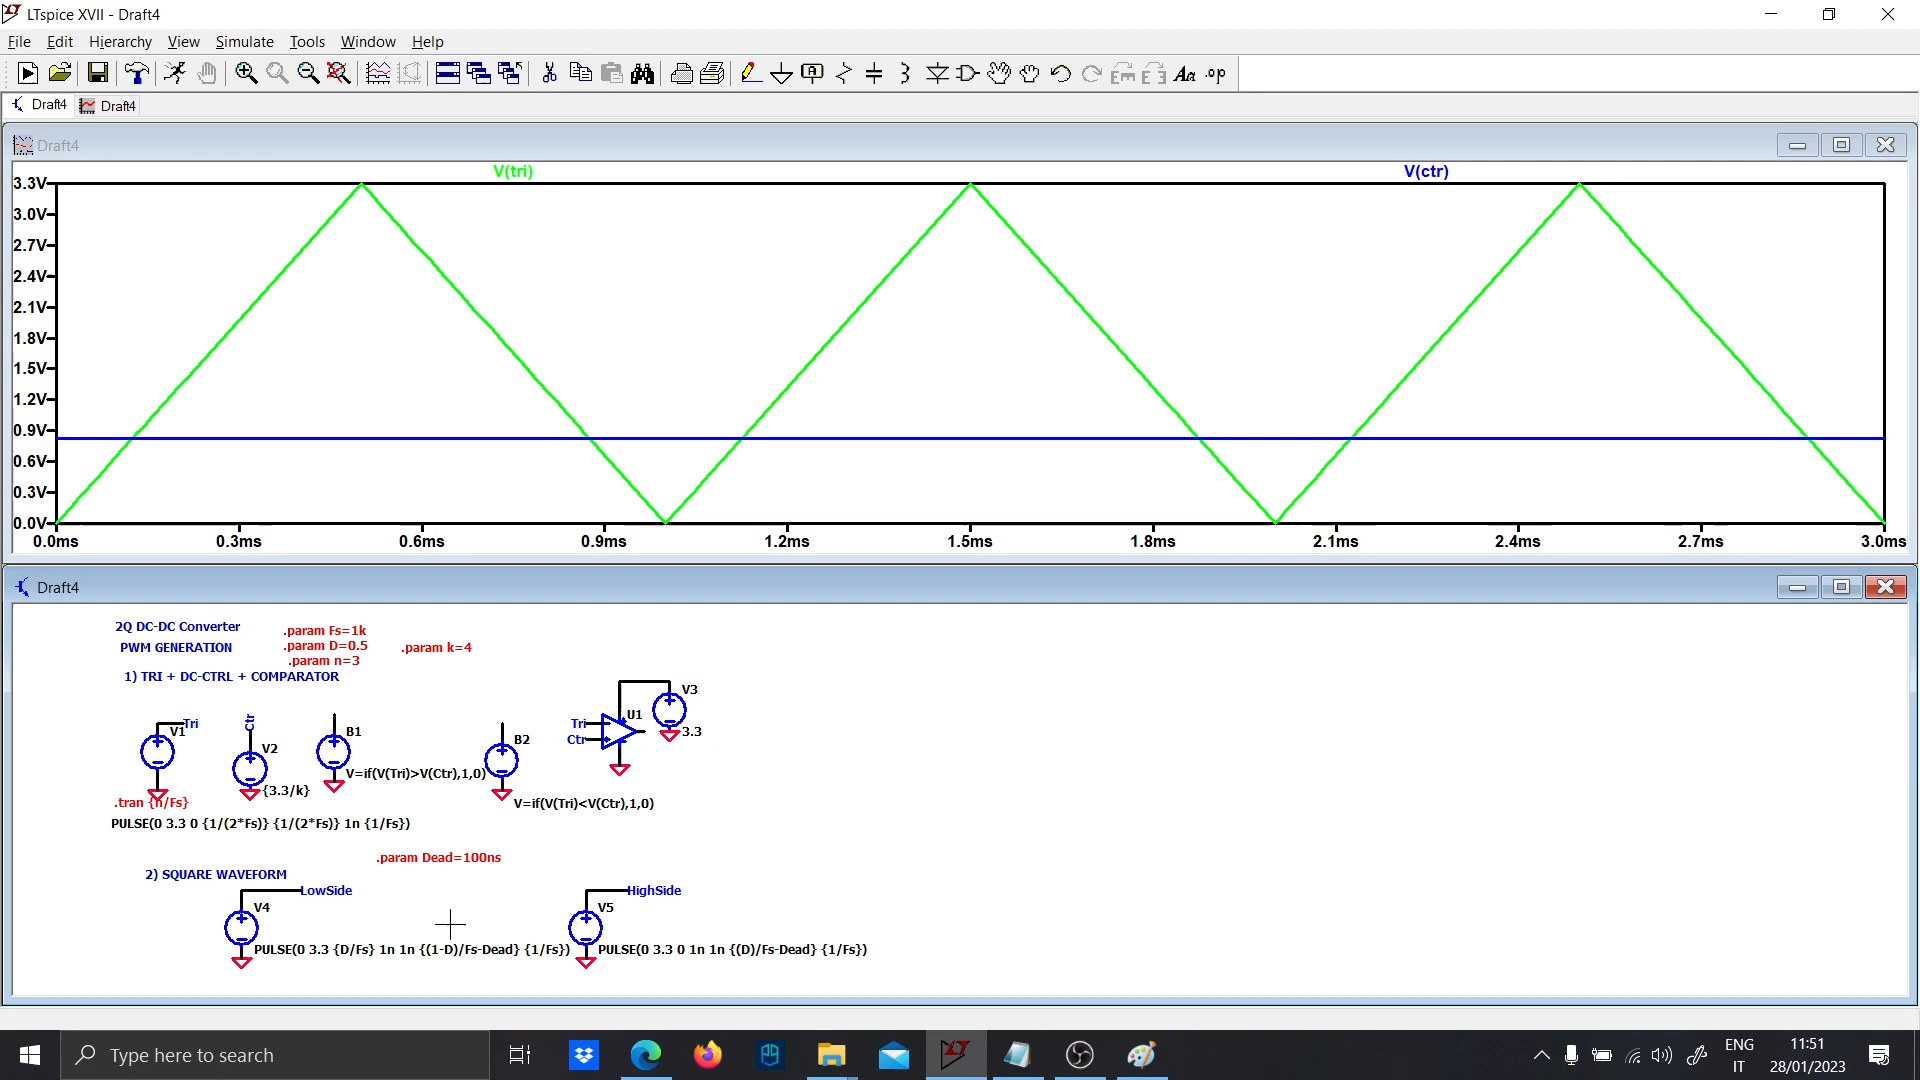 LTspice XVII - Draft4
File Edit Hierarchy View Simulate Tools Window Help
Draft4 Draft4
Draft4
V(tri) V(ctr)
3.3V
3.0V
2.7V
2.4V
2.1V
1.8V
1.5V
1.2V
0.9V
0.6V
0.3V
0.0V
0.0ms 0.3ms 0.6ms 0.9ms 1.2ms 1.5ms 1.8ms 2.1ms 2.4ms 2.7ms 3.0ms
Draft4
2Q DC-DC Converter
PWM GENERATION
.param Fs=1k
.param D=0.5
.param n=3
.param k=4
1) TRI + DC-CTRL + COMPARATOR
Tri
V1
Ctr
V2
{3.3/k}
B1
V=if(V(Tri)>V(Ctr),1,0)
B2
V=if(V(Tri)<V(Ctr),1,0)
Tri
Ctr
U1
V3
3.3
.tran {n/Fs}
PULSE(0 3.3 0 {1/(2*Fs)} {1/(2*Fs)} 1n {1/Fs})
.param Dead=100ns
2) SQUARE WAVEFORM
LowSide
V4
PULSE(0 3.3 {D/Fs} 1n 1n {(1-D)/Fs-Dead} {1/Fs})
HighSide
V5
PULSE(0 3.3 0 1n 1n {(D)/Fs-Dead} {1/Fs})
Type here to search
ENG
IT
11:51
28/01/2023